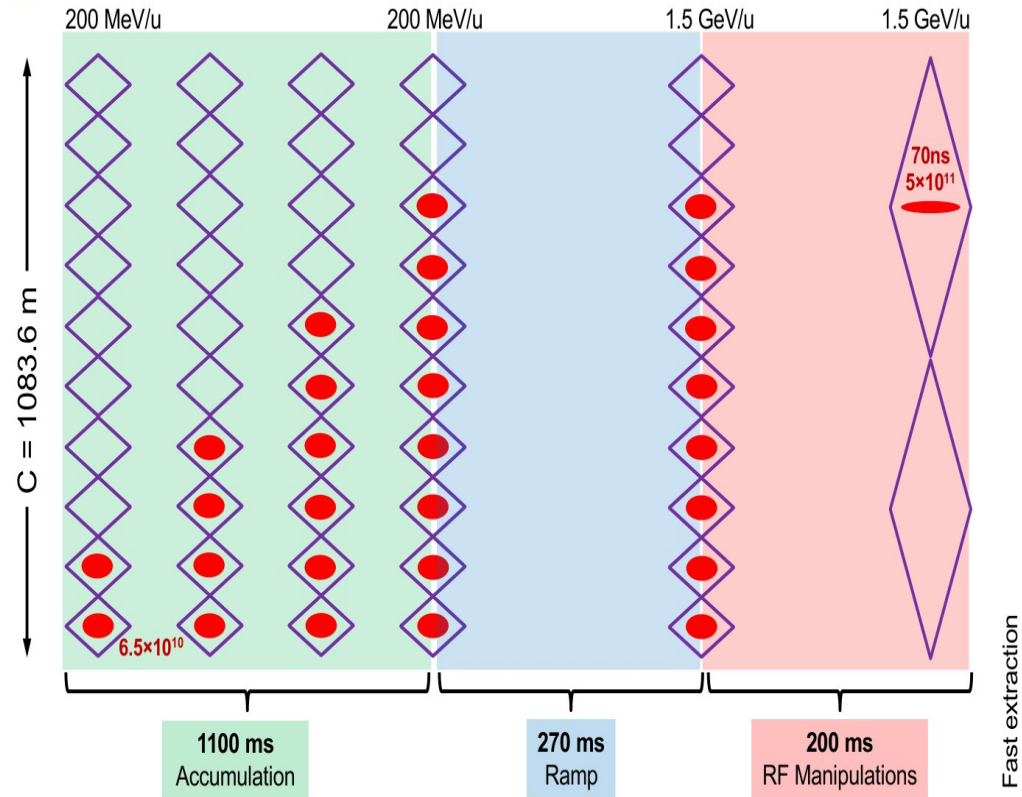 200 MeV/u
200 MeV/u
1.5 GeV/u
1.5 GeV/u
C = 1083.6 m
70ns
5×10¹¹
6.5×10¹⁰
1100 ms
Accumulation
270 ms
Ramp
200 ms
RF Manipulations
Fast extraction